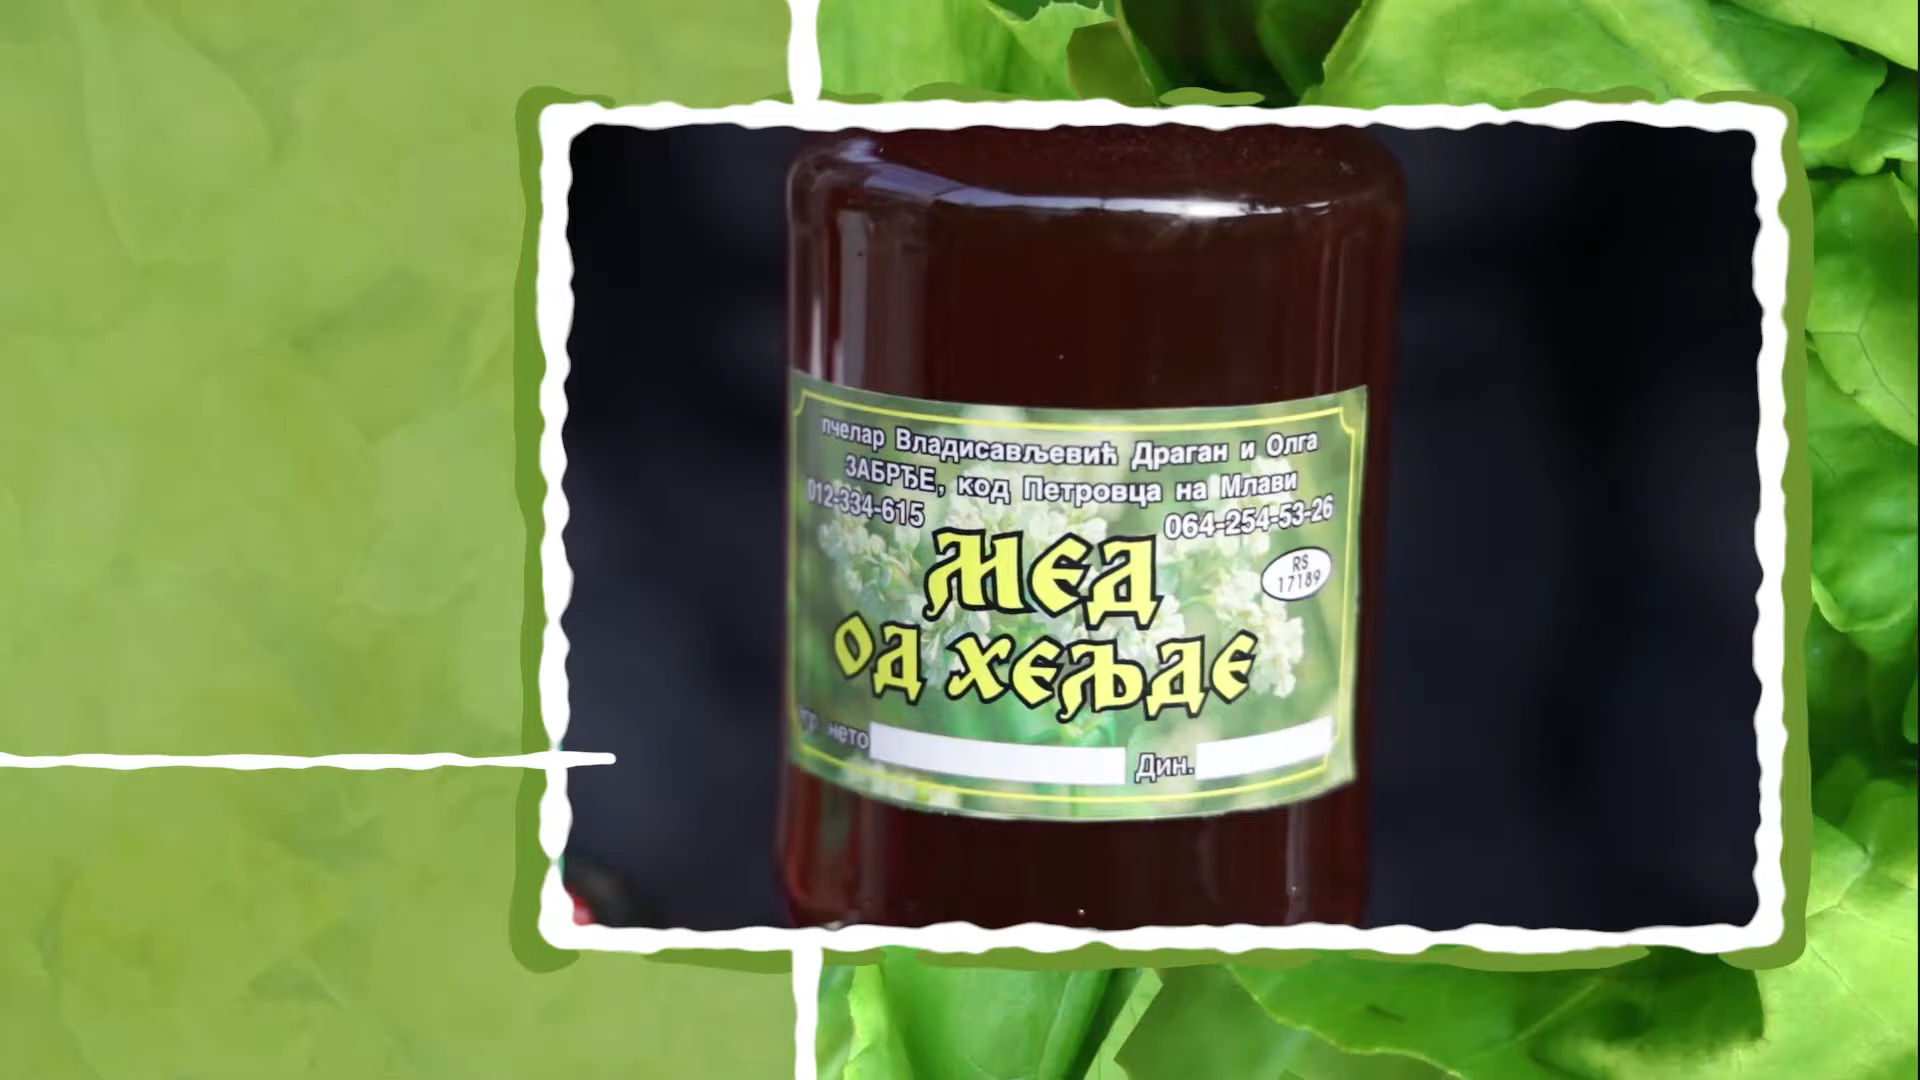 пчелар Владисављевић Драган и Олга
ЗАБРЂЕ, код Петровца на Млави
012-334-615 064-254-53-26
МЕД
ОД ХЕЉДЕ
RS
17189
нето Дин.